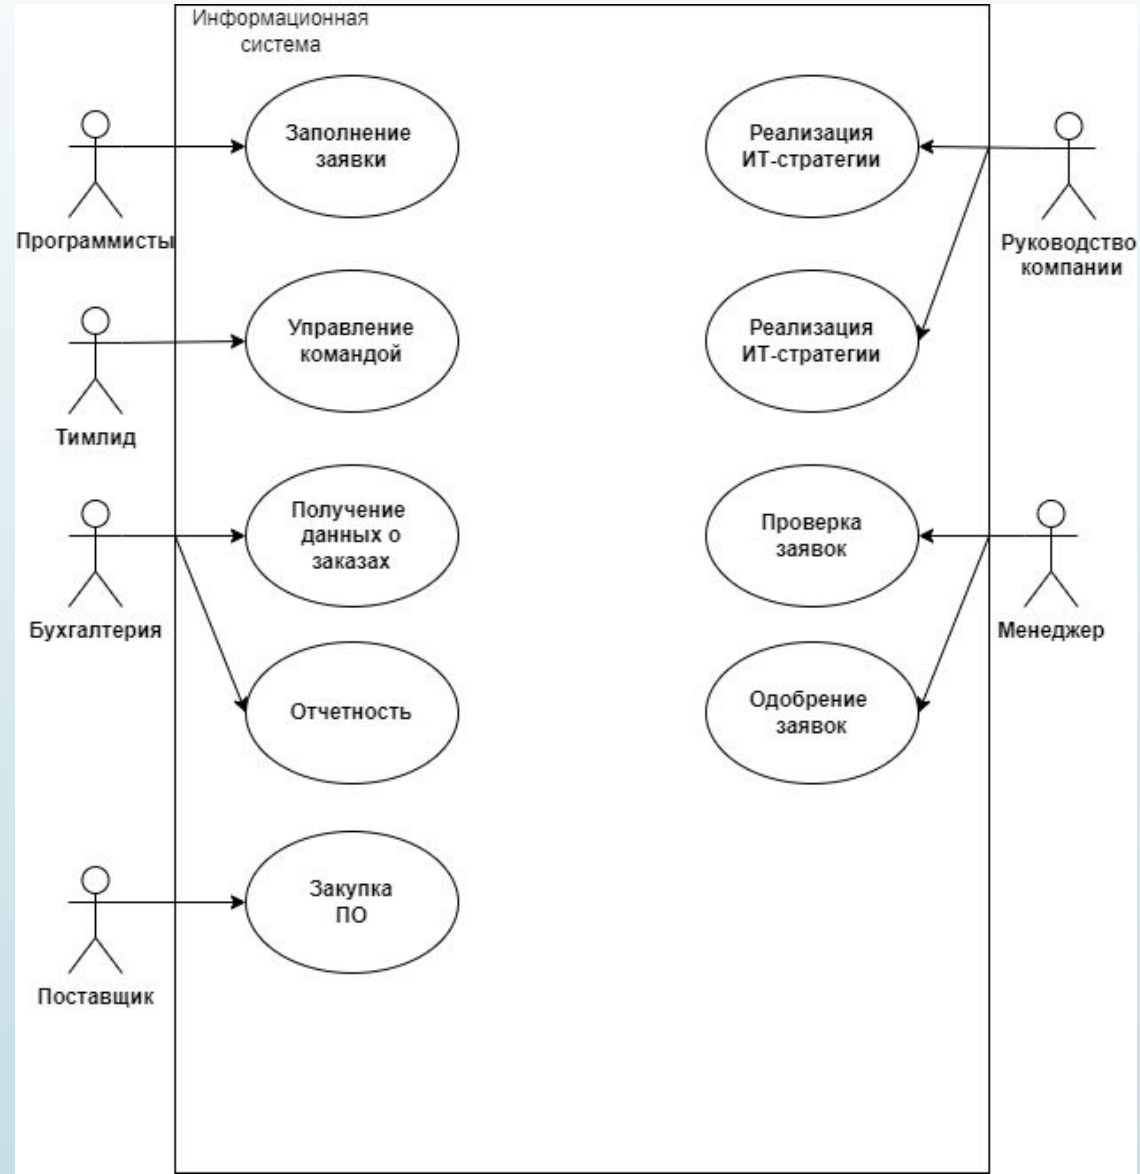 Информационная
система
Заполнение
заявки
Реализация
ИТ-стратегии
Программисты
Руководство
компании
Управление
командой
Реализация
ИТ-стратегии
Тимлид
Получение
данных о
заказах
Проверка
заявок
Бухгалтерия
Менеджер
Отчетность
Одобрение
заявок
Закупка
ПО
Поставщик